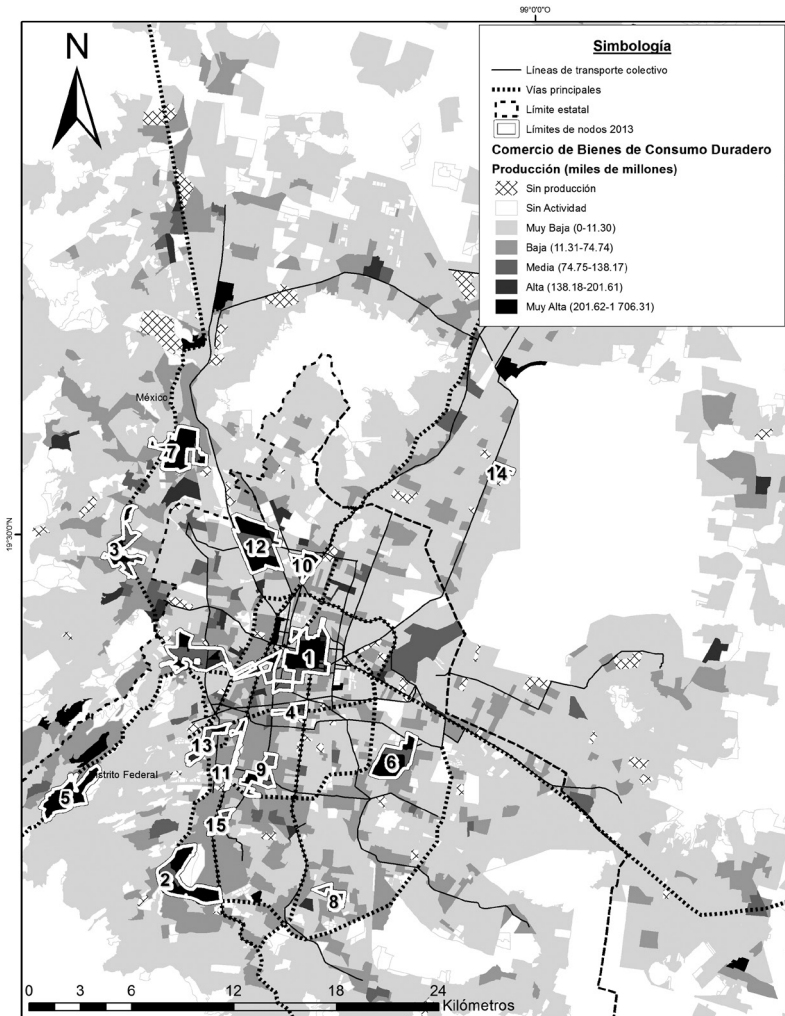 99°0'0"O
N
Simbología
Líneas de transporte colectivo
Vías principales
Límite estatal
Límites de nodos 2013
Comercio de Bienes de Consumo Duradero
Producción (miles de millones)
Sin producción
Sin Actividad
Muy Baja (0-11.30)
Baja (11.31-74.74)
Media (74.75-138.17)
Alta (138.18-201.61)
Muy Alta (201.62-1 706.31)
México
7
14
19°30'0"N
3
12
10
1
4
13
6
11
9
5
Distrito Federal
15
2
8
0 3 6 12 18 24
Kilómetros